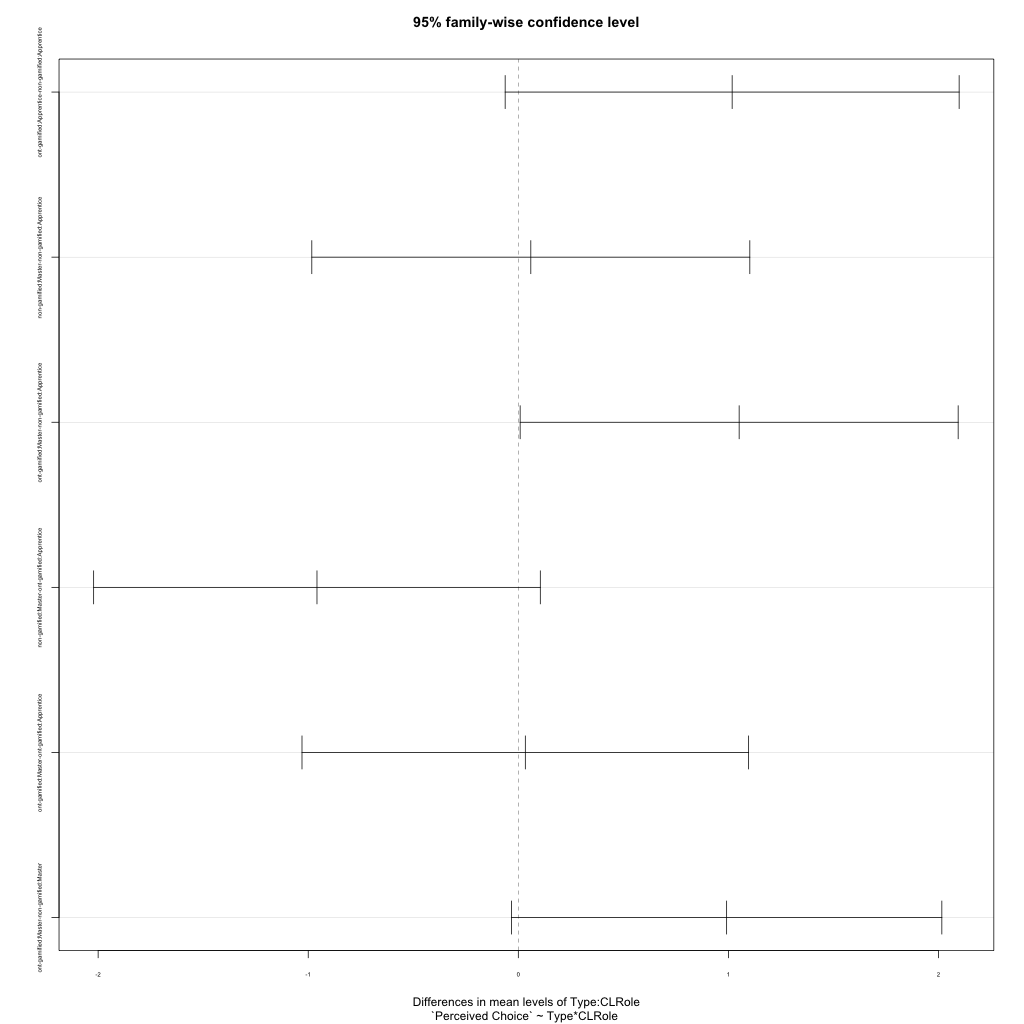 95% family-wise confidence level
ont-gamified:Apprentice-non-gamified:Apprentice
non-gamified:Master-non-gamified:Apprentice
ont-gamified:Master-non-gamified:Apprentice
non-gamified:Master-ont-gamified:Apprentice
ont-gamified:Master-ont-gamified:Apprentice
ont-gamified:Master-non-gamified:Master
-2 -1 0 1 2
Differences in mean levels of Type:CLRole
`Perceived Choice` ~ Type*CLRole